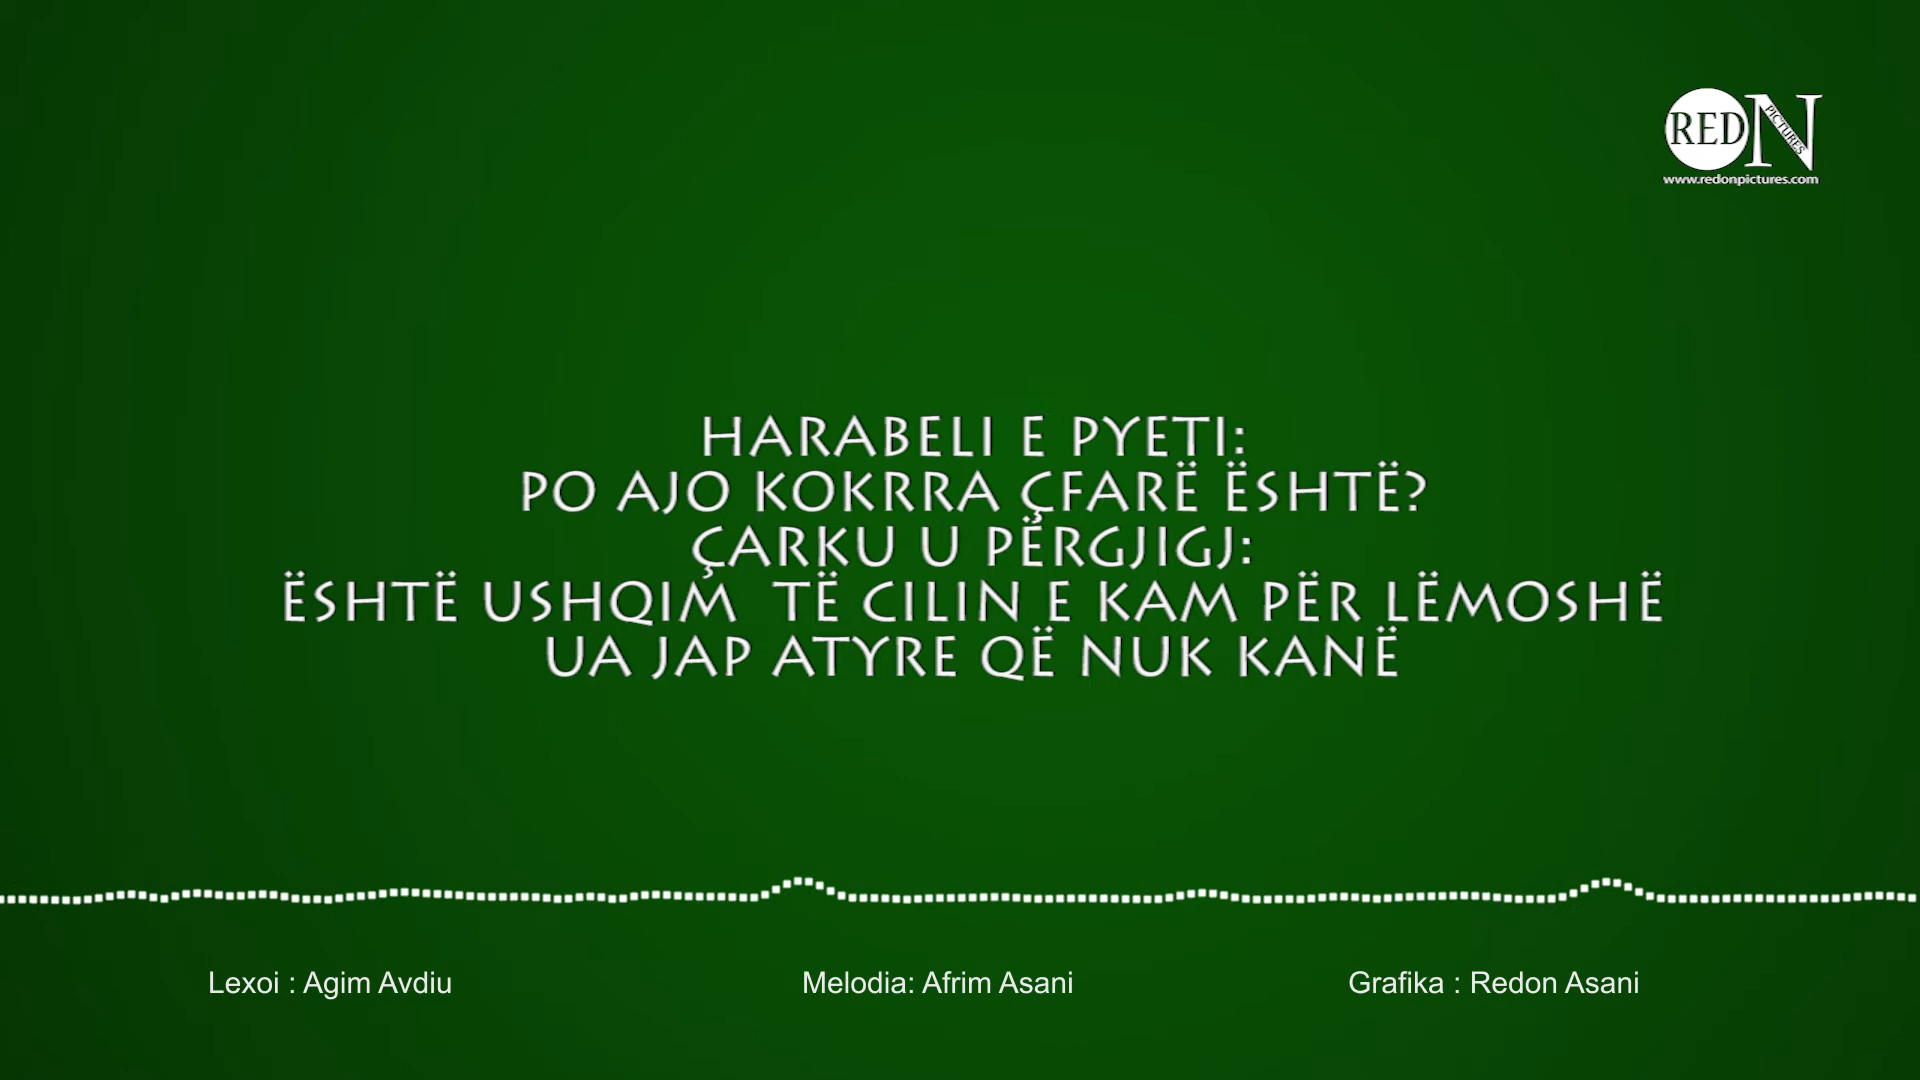 RED N
PICTURES
www.redonpictures.com
HARABELI E PYETI:
PO AJO KOKRRA ÇFARË ËSHTË?
ÇARKU U PËRGJIGJ:
ËSHTË USHQIM TË CILIN E KAM PËR LËMOSHË
UA JAP ATYRE QË NUK KANË
Lexoi : Agim Avdiu
Melodia: Afrim Asani
Grafika : Redon Asani